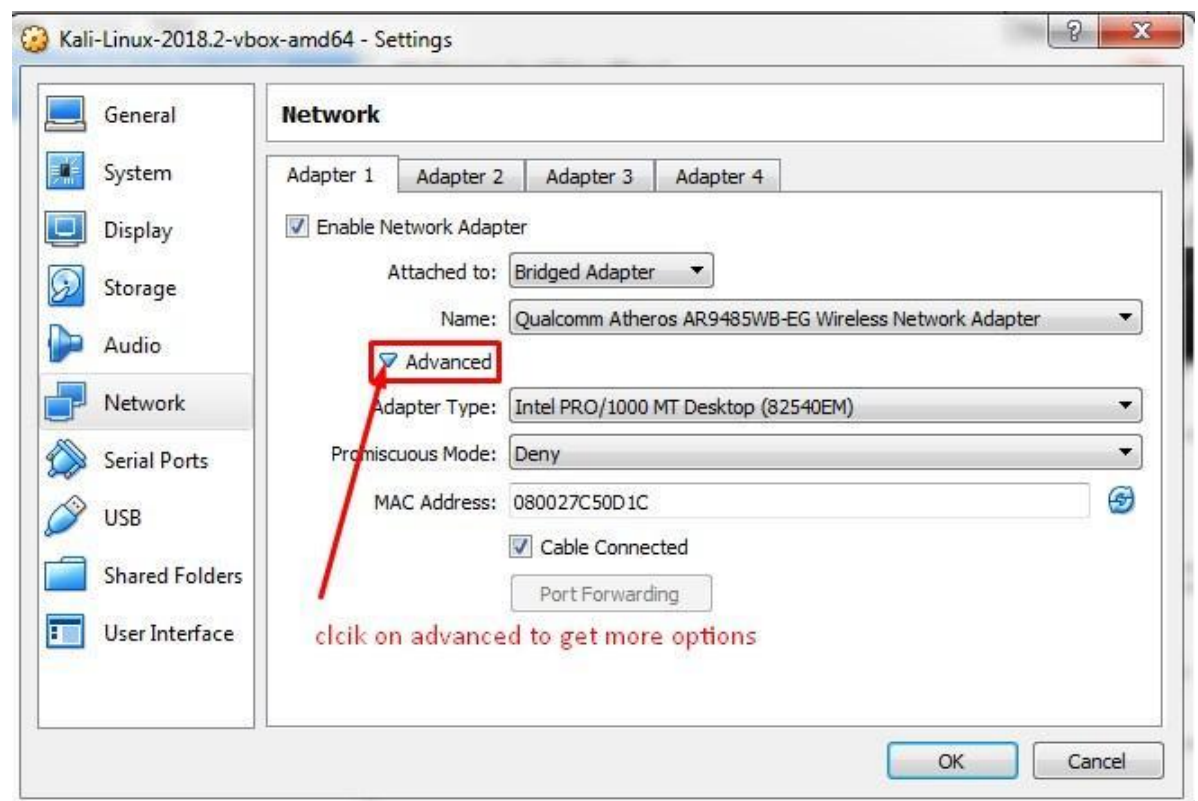 Kali-Linux-2018.2-vbox-amd64 - Settings
?
X
General
System
Display
Storage
Audio
Network
Serial Ports
USB
Shared Folders
User Interface
Network
Adapter 1 Adapter 2 Adapter 3 Adapter 4
Enable Network Adapter
Attached to: Bridged Adapter
Name: Qualcomm Atheros AR9485WB-EG Wireless Network Adapter
Advanced
Adapter Type: Intel PRO/1000 MT Desktop (82540EM)
Promiscuous Mode: Deny
MAC Address: 080027C50D1C
Cable Connected
Port Forwarding
clcik on advanced to get more options
OK Cancel